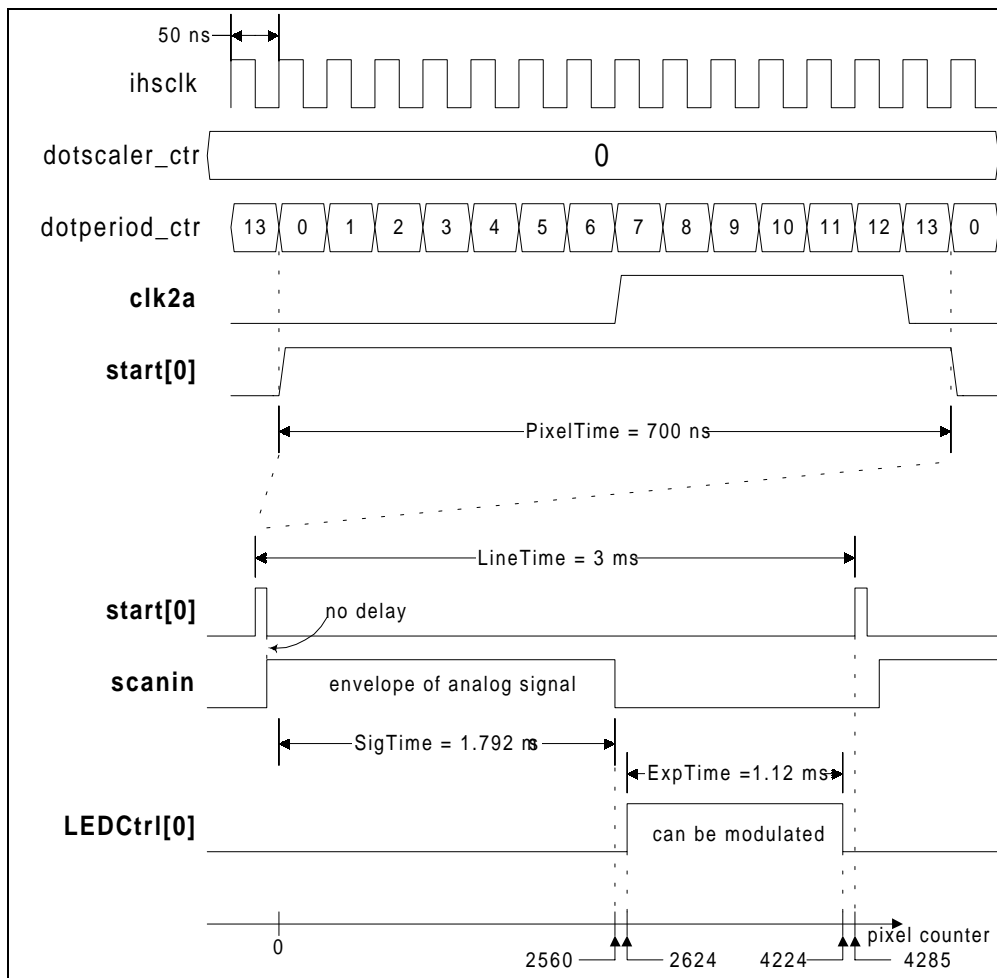 50 ns
ihsclk
dotscaler_ctr
0
dotperiod_ctr
13 0 1 2 3 4 5 6 7 8 9 10 11 12 13 0
clk2a
start[0]
PixelTime = 700 ns
LineTime = 3 ms
start[0]
no delay
scanin
envelope of analog signal
SigTime = 1.792 ms
ExpTime =1.12 ms
LEDCtrl[0]
can be modulated
pixel counter
0
2560 2624 4224 4285